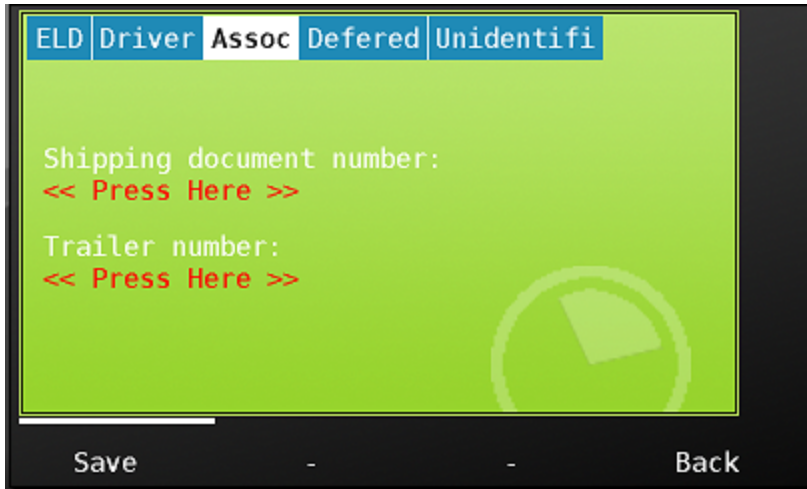 ELD Driver Assoc Defered Unidentifi
Shipping document number:
<< Press Here >>
Trailer number:
<< Press Here >>
Save - - Back